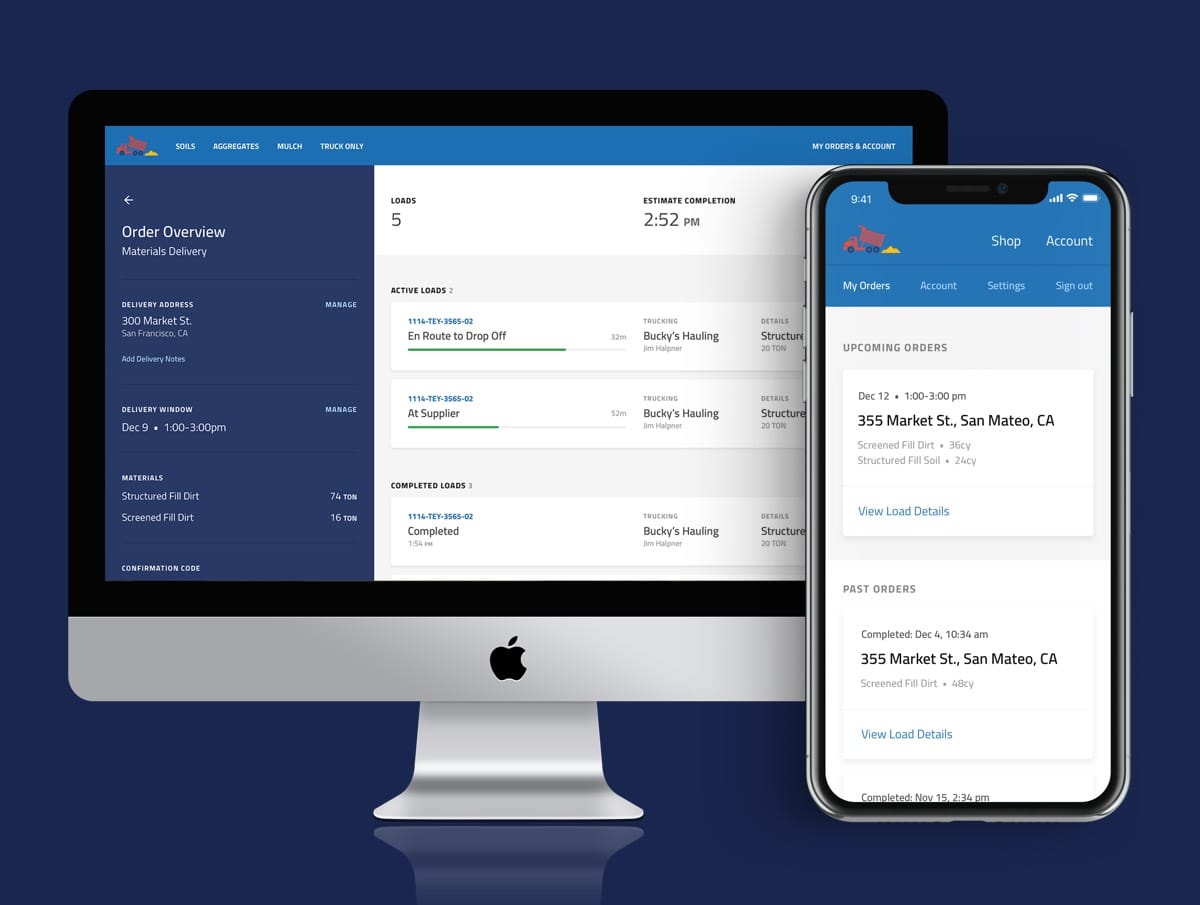 SOILS AGGREGATES MULCH TRUCK ONLY MY ORDERS & ACCOUNT
Order Overview
Materials Delivery
DELIVERY ADDRESS MANAGE
300 Market St.
San Francisco, CA
Add Delivery Notes
DELIVERY WINDOW MANAGE
Dec 9 • 1:00-3:00pm
MATERIALS
Structured Fill Dirt 74 TON
Screened Fill Dirt 16 TON
CONFIRMATION CODE
LOADS ESTIMATE COMPLETION
5 2:52 PM
ACTIVE LOADS 2
1114-TEY-3565-02 TRUCKING DETAILS
En Route to Drop Off 32m Bucky's Hauling Structure
Jim Halpner 20 TON
1114-TEY-3565-02 TRUCKING DETAILS
At Supplier 52m Bucky's Hauling Structure
Jim Halpner 20 TON
COMPLETED LOADS 3
1114-TEY-3565-02 TRUCKING DETAILS
Completed Bucky's Hauling Structure
1:54 PM Jim Halpner 20 TON
9:41
Shop Account
My Orders Account Settings Sign out
UPCOMING ORDERS
Dec 12 • 1:00-3:00 pm
355 Market St., San Mateo, CA
Screened Fill Dirt • 36cy
Structured Fill Soil • 24cy
View Load Details
PAST ORDERS
Completed: Dec 4, 10:34 am
355 Market St., San Mateo, CA
Screened Fill Dirt • 48cy
View Load Details
Completed: Nov 15, 2:34 pm